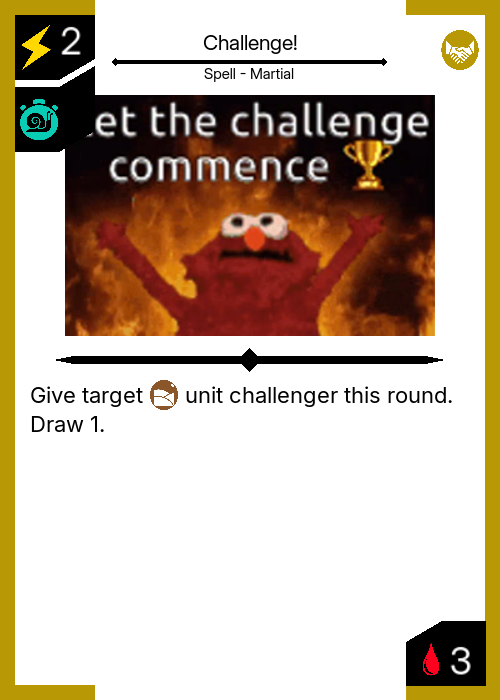 2
Challenge!
Spell - Martial
et the challenge
commence
Give target unit challenger this round.
Draw 1.
3